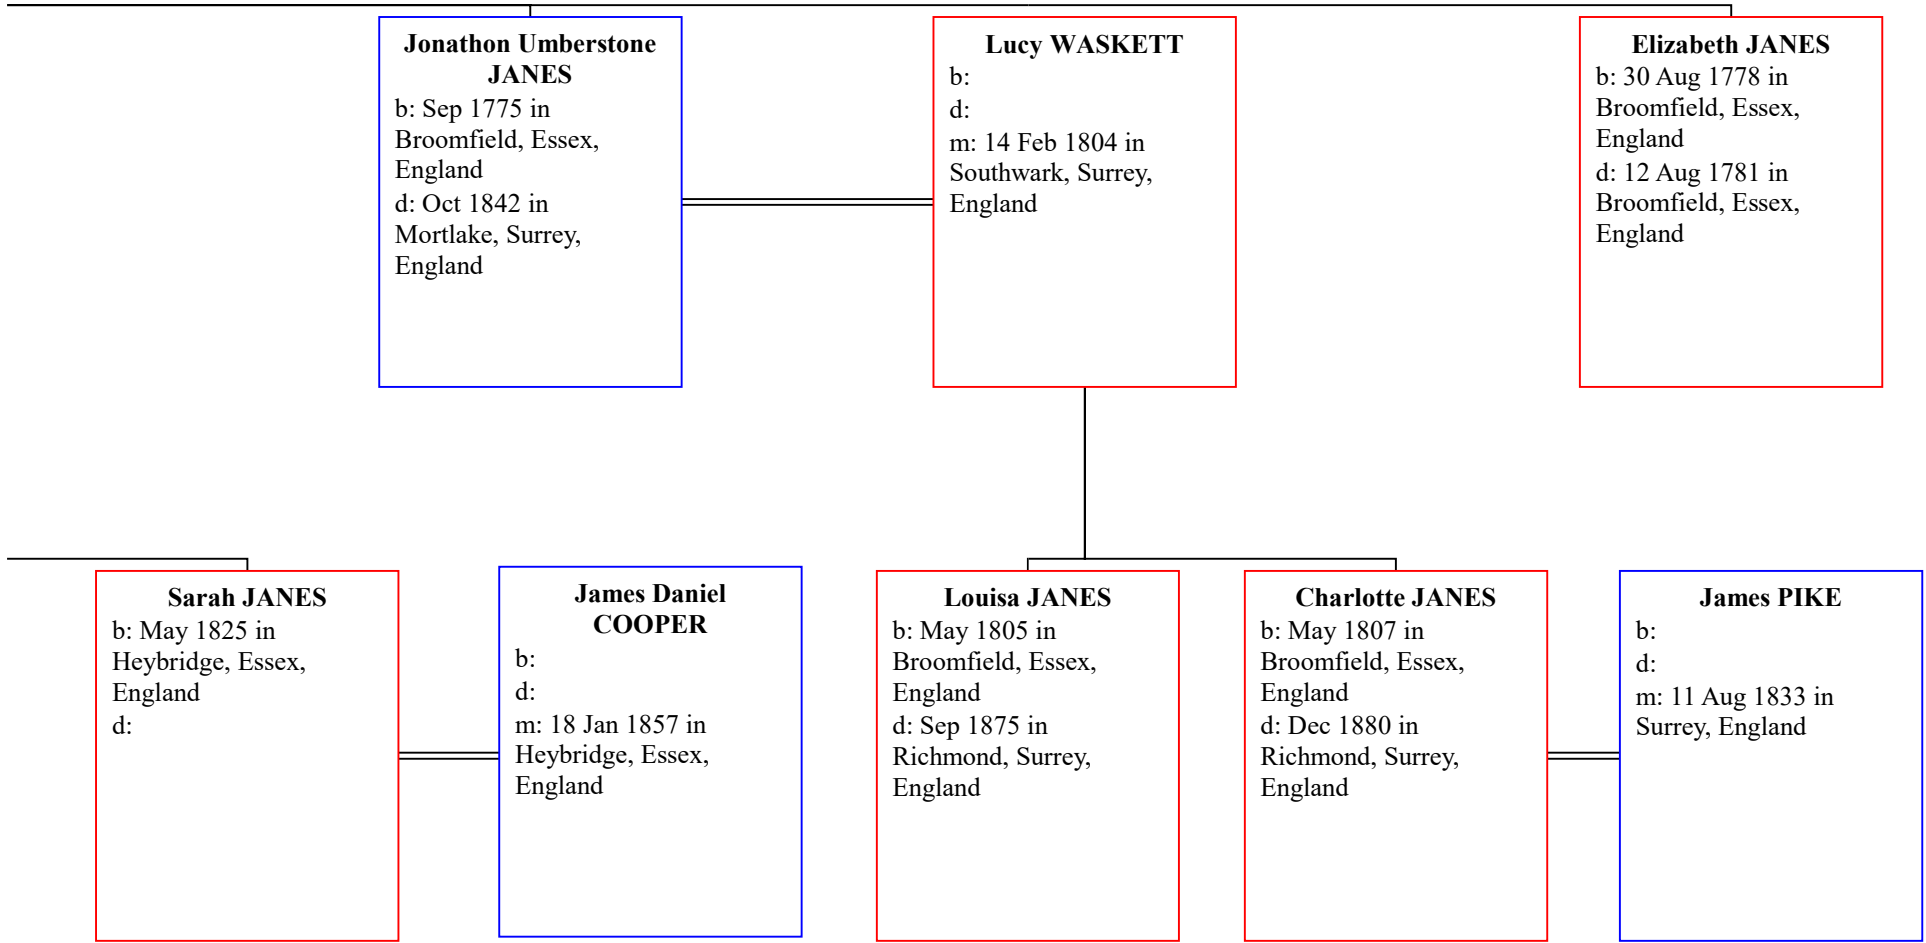 Jonathon Umberstone
JANES
b: Sep 1775 in
Broomfield, Essex,
England
d: Oct 1842 in
Mortlake, Surrey,
England
Lucy WASKETT
b:
d:
m: 14 Feb 1804 in
Southwark, Surrey,
England
Elizabeth JANES
b: 30 Aug 1778 in
Broomfield, Essex,
England
d: 12 Aug 1781 in
Broomfield, Essex,
England
Sarah JANES
b: May 1825 in
Heybridge, Essex,
England
d:
James Daniel
COOPER
b:
d:
m: 18 Jan 1857 in
Heybridge, Essex,
England
Louisa JANES
b: May 1805 in
Broomfield, Essex,
England
d: Sep 1875 in
Richmond, Surrey,
England
Charlotte JANES
b: May 1807 in
Broomfield, Essex,
England
d: Dec 1880 in
Richmond, Surrey,
England
James PIKE
b:
d:
m: 11 Aug 1833 in
Surrey, England